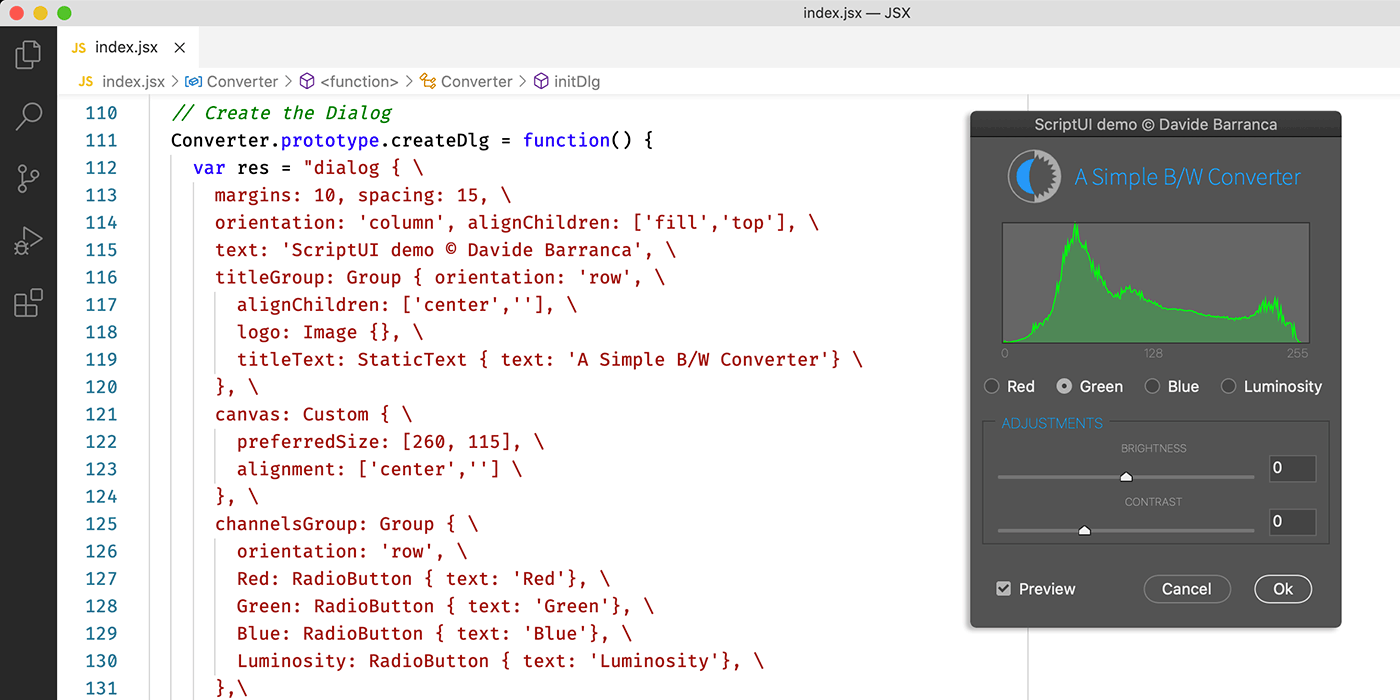 index.jsx — JSX
JS index.jsx ×
JS index.jsx > Converter > <function> > Converter > initDlg
110 // Create the Dialog
111 Converter.prototype.createDlg = function() {
112 var res = "dialog { \
113 margins: 10, spacing: 15, \
114 orientation: 'column', alignChildren: ['fill','top'], \
115 text: 'ScriptUI demo © Davide Barranca', \
116 titleGroup: Group { orientation: 'row', \
117 alignChildren: ['center',''], \
118 logo: Image {}, \
119 titleText: StaticText { text: 'A Simple B/W Converter'} \
120 }, \
121 canvas: Custom { \
122 preferredSize: [260, 115], \
123 alignment: ['center',''] \
124 }, \
125 channelsGroup: Group { \
126 orientation: 'row', \
127 Red: RadioButton { text: 'Red'}, \
128 Green: RadioButton { text: 'Green'}, \
129 Blue: RadioButton { text: 'Blue'}, \
130 Luminosity: RadioButton { text: 'Luminosity'}, \
131 },\
ScriptUI demo © Davide Barranca
A Simple B/W Converter
0 128 255
Red Green Blue Luminosity
ADJUSTMENTS
BRIGHTNESS
0
CONTRAST
0
Preview Cancel Ok